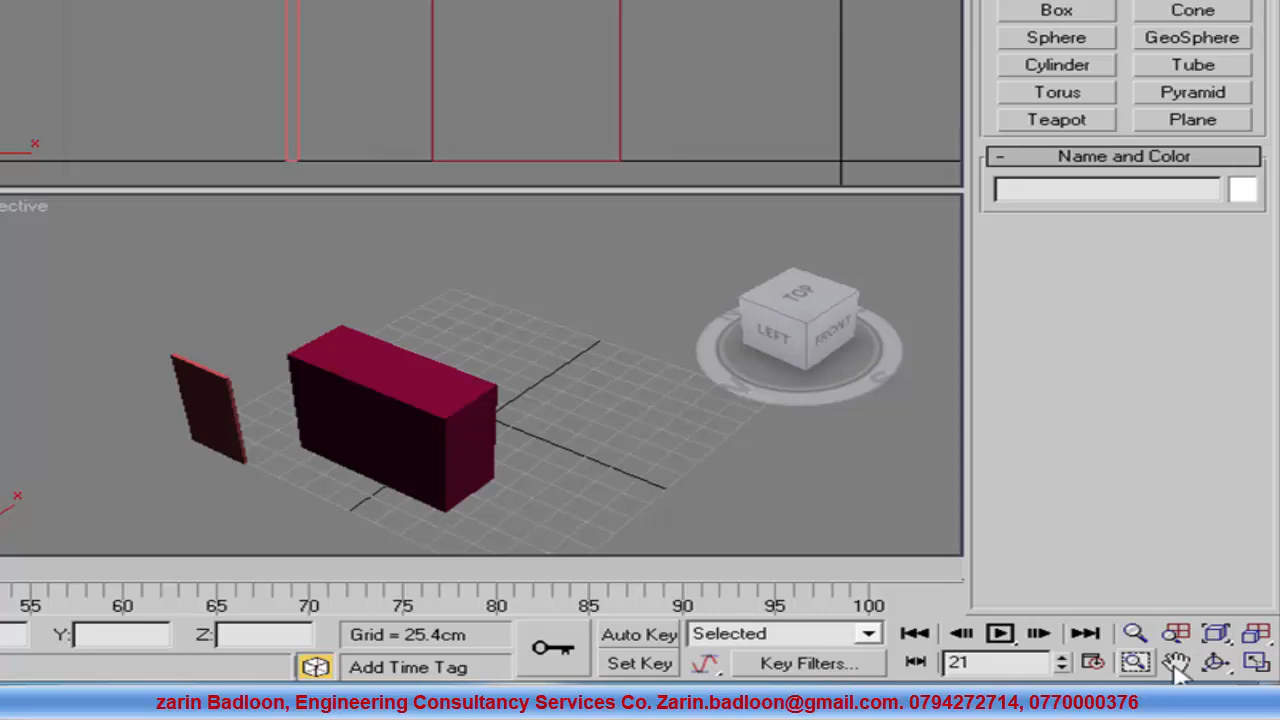 Box Cone
Sphere GeoSphere
Cylinder Tube
Torus Pyramid
Teapot Plane
x
- Name and Color
ective
TOP
LEFT FRONT
x
55 60 65 70 75 80 85 90 95 100
Y: Z: Grid = 25.4cm Auto Key Selected
Add Time Tag Set Key Key Filters... 21
zarin Badloon, Engineering Consultancy Services Co. Zarin.badloon@gmail.com. 0794272714, 0770000376